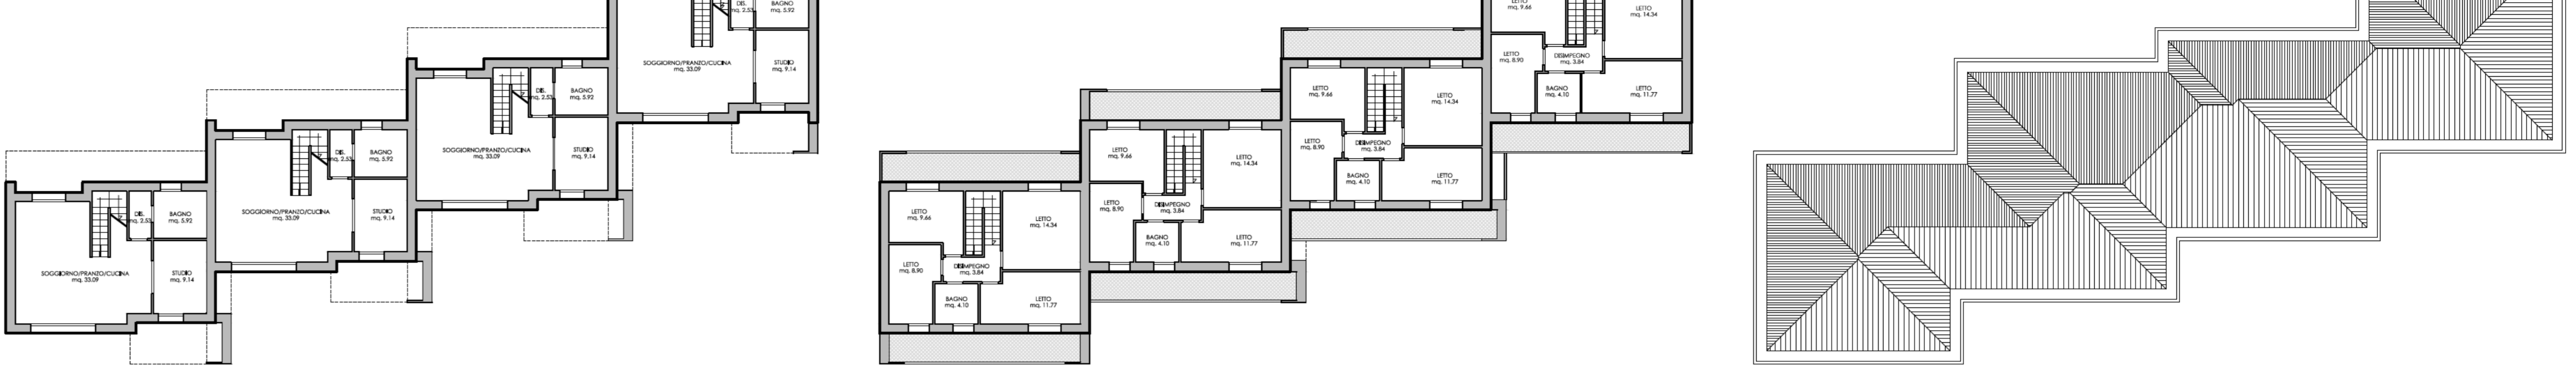 DIS.
mq. 2.53
BAGNO
mq. 5.92
SOGGIORNO/PRANZO/CUCINA
mq. 33.09
STUDIO
mq. 9.14
DIS.
mq. 2.53
BAGNO
mq. 5.92
SOGGIORNO/PRANZO/CUCINA
mq. 33.09
STUDIO
mq. 9.14
DIS.
mq. 2.53
BAGNO
mq. 5.92
SOGGIORNO/PRANZO/CUCINA
mq. 33.09
STUDIO
mq. 9.14
DIS.
mq. 2.53
BAGNO
mq. 5.92
SOGGIORNO/PRANZO/CUCINA
mq. 33.09
STUDIO
mq. 9.14
LETTO
mq. 9.66
LETTO
mq. 14.34
LETTO
mq. 8.90
DISIMPEGNO
mq. 3.84
BAGNO
mq. 4.10
LETTO
mq. 11.77
LETTO
mq. 9.66
LETTO
mq. 14.34
LETTO
mq. 8.90
DISIMPEGNO
mq. 3.84
BAGNO
mq. 4.10
LETTO
mq. 11.77
LETTO
mq. 9.66
LETTO
mq. 14.34
LETTO
mq. 8.90
DISIMPEGNO
mq. 3.84
BAGNO
mq. 4.10
LETTO
mq. 11.77
LETTO
mq. 9.66
LETTO
mq. 14.34
LETTO
mq. 8.90
DISIMPEGNO
mq. 3.84
BAGNO
mq. 4.10
LETTO
mq. 11.77